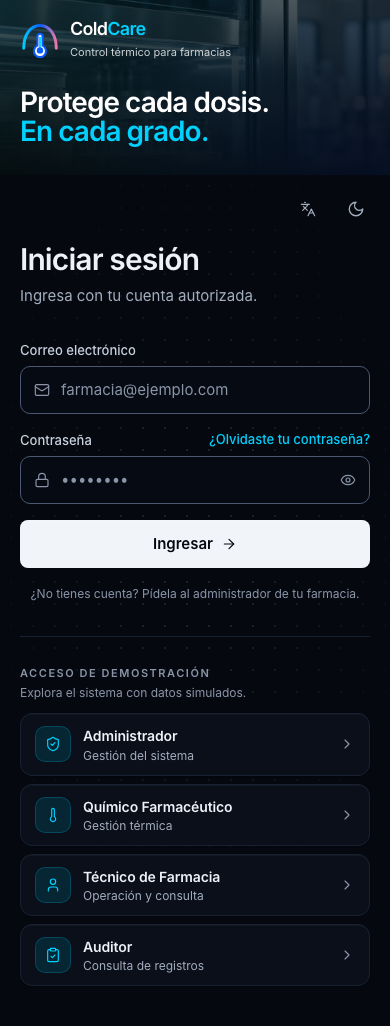 ColdCare
Control térmico para farmacias
Protege cada dosis.
En cada grado.
Iniciar sesión
Ingresa con tu cuenta autorizada.
Correo electrónico
farmacia@ejemplo.com
Contraseña
¿Olvidaste tu contraseña?
••••••••
Ingresar
¿No tienes cuenta? Pídela al administrador de tu farmacia.
ACCESO DE DEMOSTRACIÓN
Explora el sistema con datos simulados.
Administrador
Gestión del sistema
Químico Farmacéutico
Gestión térmica
Técnico de Farmacia
Operación y consulta
Auditor
Consulta de registros